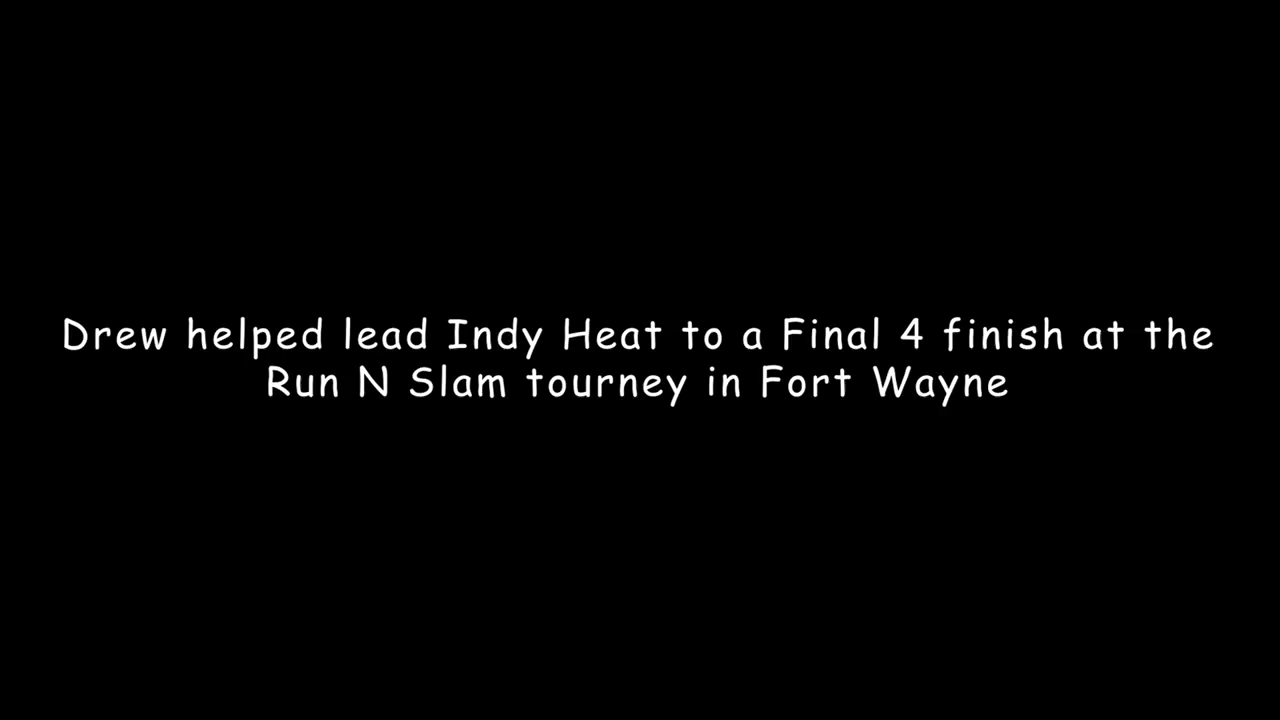 Drew helped lead Indy Heat to a Final 4 finish at the
Run N Slam tourney in Fort Wayne